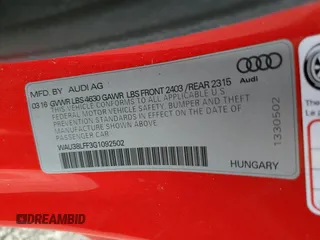 MFD. BY AUDI AG
03.16 GVWR LBS 4630 GAWR LBS FRONT 2403 / REAR 2315
THIS VEHICLE CONFORMS TO ALL APPLICABLE U.S.
FEDERAL MOTOR VEHICLE SAFETY, BUMPER AND THEFT
PREVENTION STANDARDS IN EFFECT ON THE
DATE OF MANUFACTURE SHOWN ABOVE.
PASSENGER CAR
WAU38LFF3G1092502
Audi
1330502
HUNGARY
DREAMBID